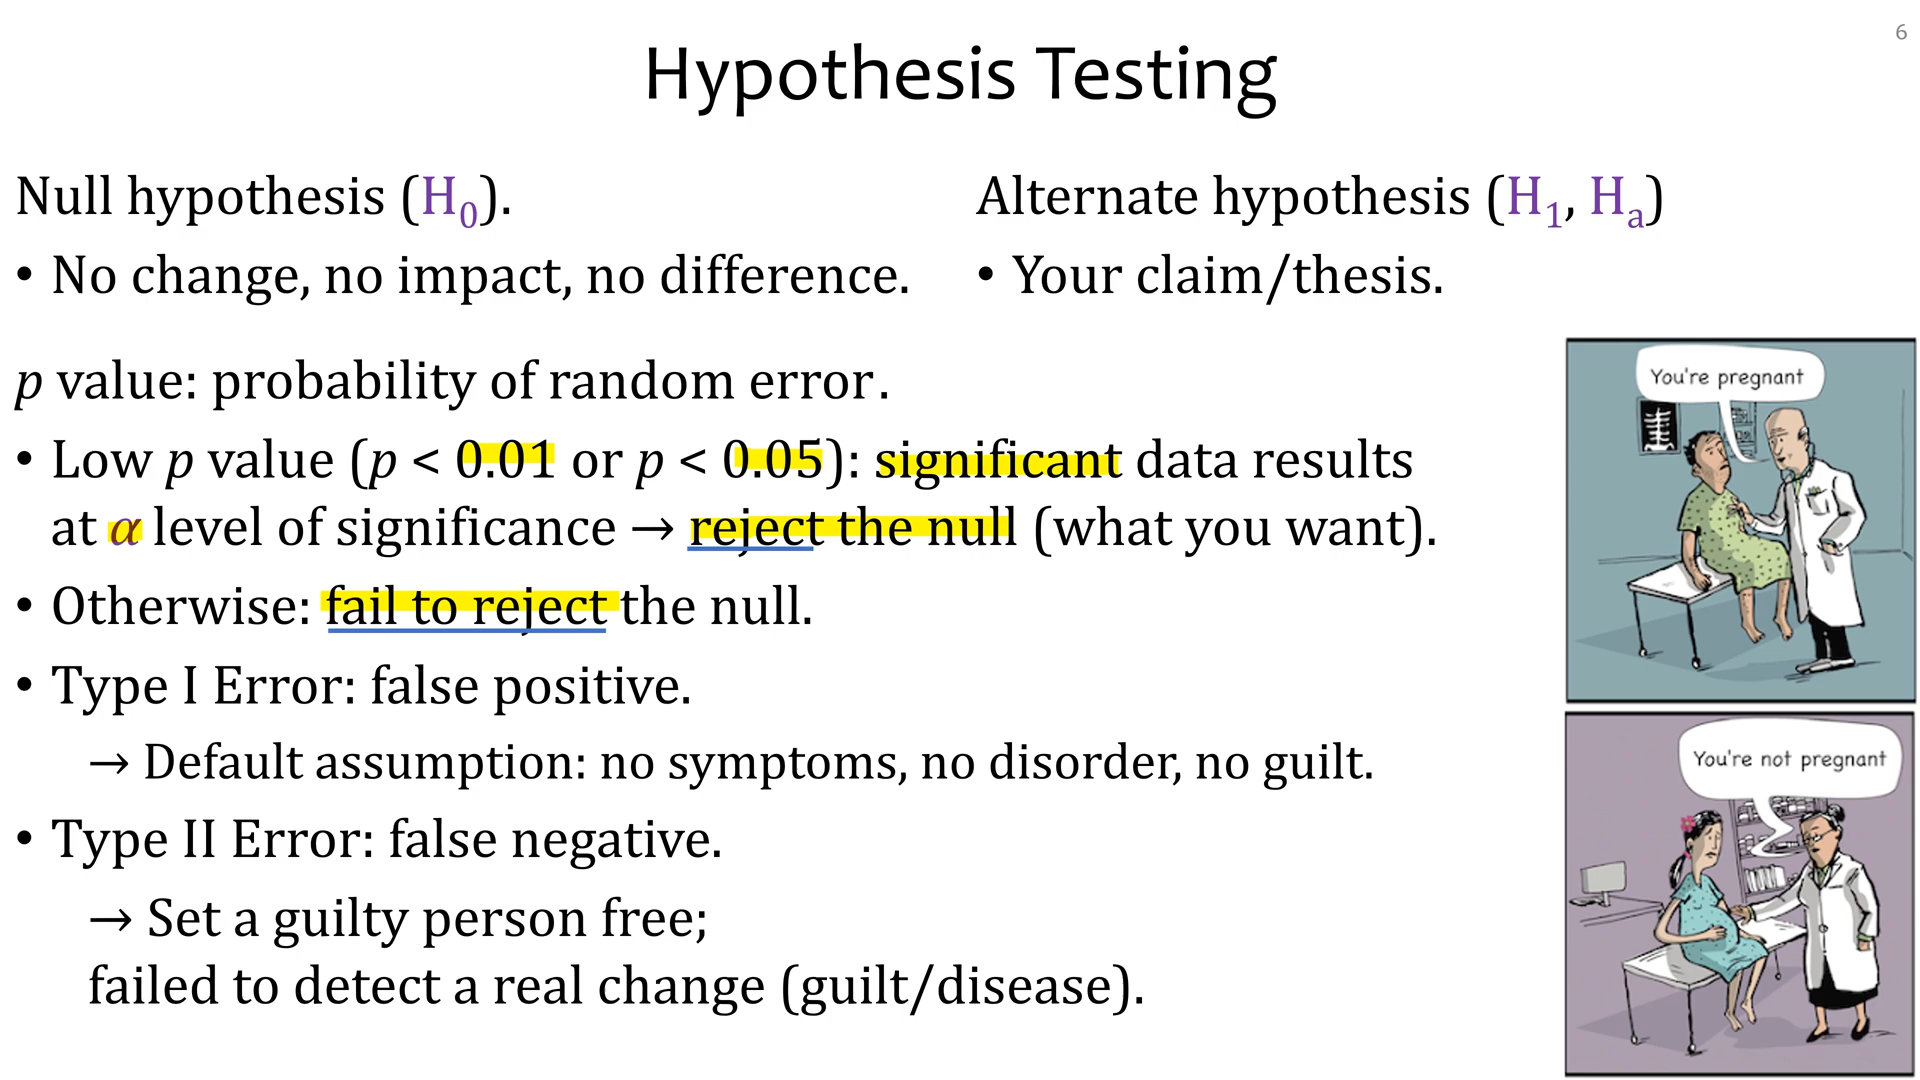 6
Hypothesis Testing
Null hypothesis (H₀).
• No change, no impact, no difference.
Alternate hypothesis (H₁, Hₐ)
• Your claim/thesis.
p value: probability of random error.
• Low p value (p < 0.01 or p < 0.05): significant data results
at α level of significance → reject the null (what you want).
• Otherwise: fail to reject the null.
• Type I Error: false positive.
→ Default assumption: no symptoms, no disorder, no guilt.
• Type II Error: false negative.
→ Set a guilty person free;
failed to detect a real change (guilt/disease).
You're pregnant
You're not pregnant